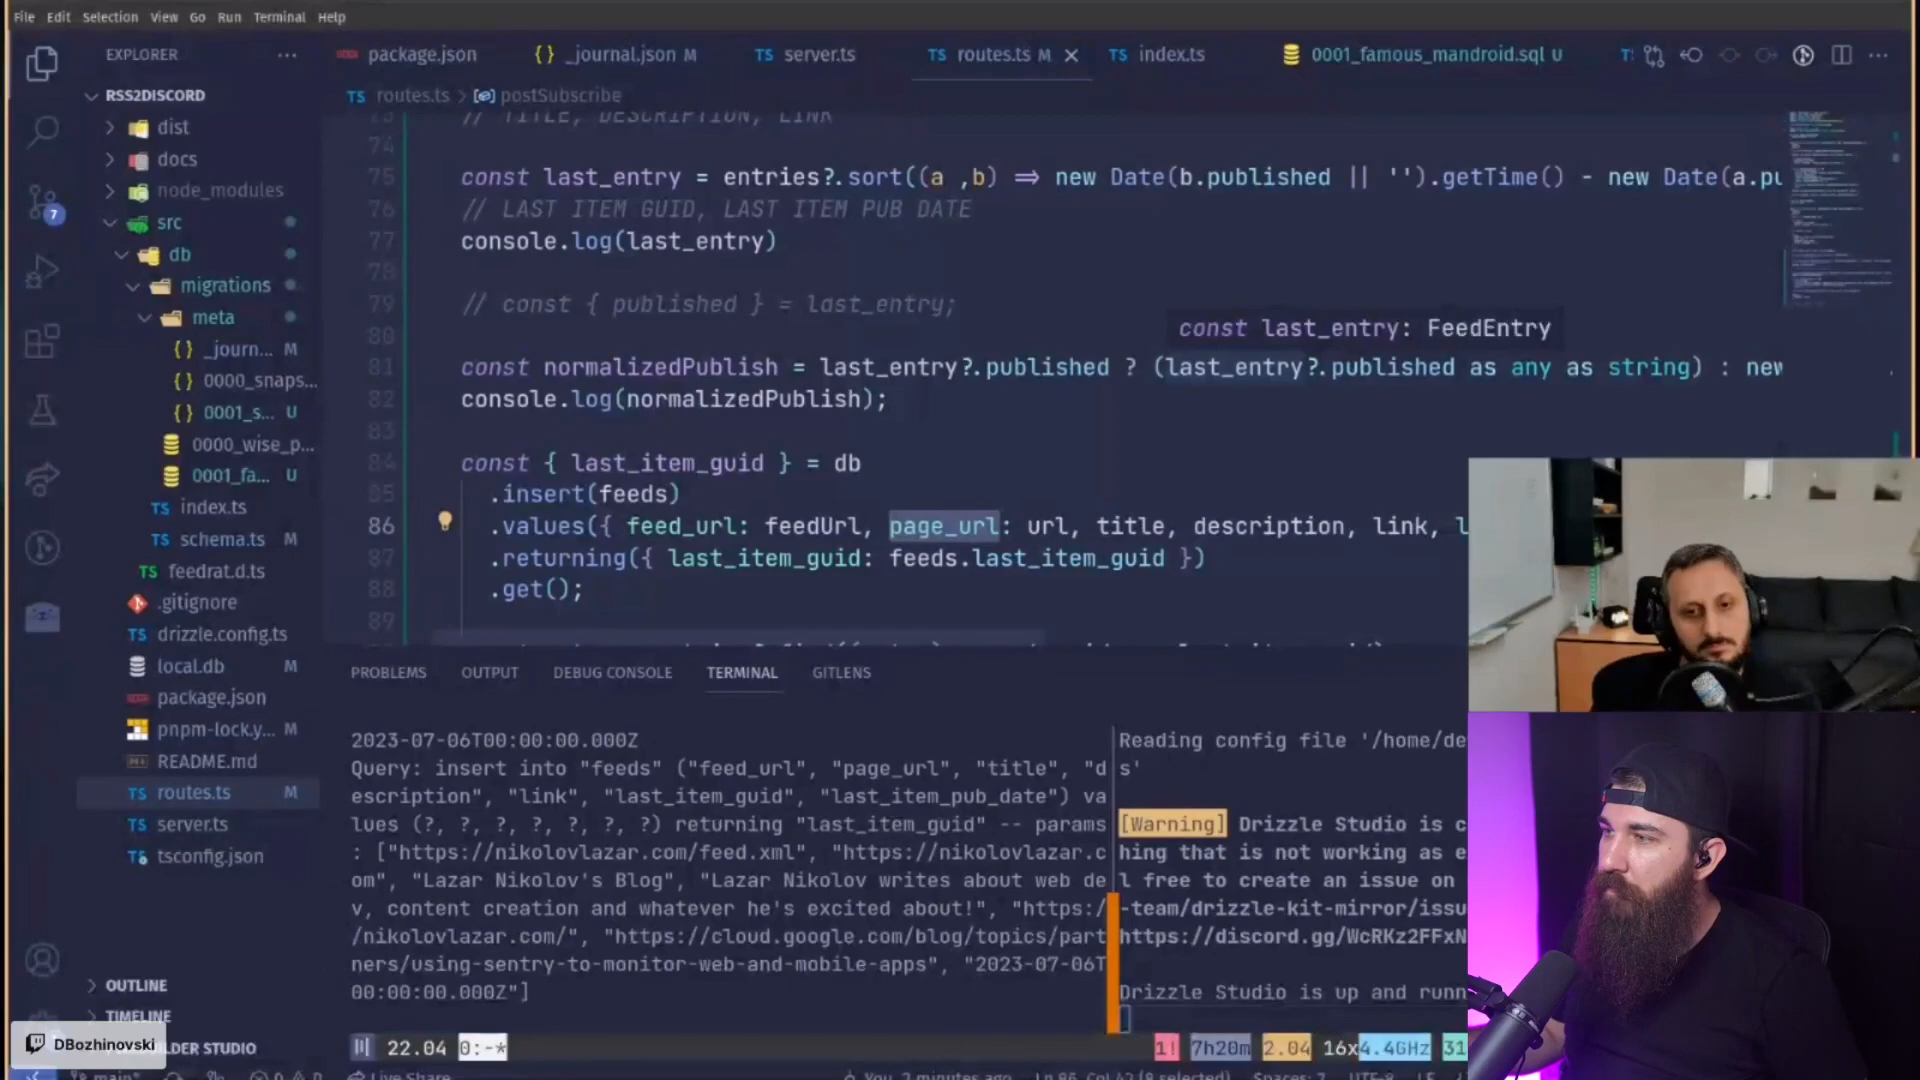 File Edit Selection View Go Run Terminal Help
EXPLORER ···
package.json
{} _journal.json M
TS server.ts
TS routes.ts M
TS index.ts
0001_famous_mandroid.sql U
RSS2DISCORD
dist
docs
node_modules
7
src
db
migrations
meta
{} _journ... M
{} 0000_snaps...
{} 0001_s... U
0000_wise_p...
0001_fa... U
TS index.ts
TS schema.ts M
TS feedrat.d.ts
.gitignore
TS drizzle.config.ts
local.db M
package.json
pnpm-lock.y... M
README.md
TS routes.ts M
TS server.ts
tsconfig.json
OUTLINE
TIMELINE
DBozhinovski
STUDIO
TS routes.ts > postSubscribe
// TITLE, DESCRIPTION, LINK
74
75 const last_entry = entries?.sort((a ,b) => new Date(b.published || '').getTime() - new Date(a.pu
76 // LAST ITEM GUID, LAST ITEM PUB DATE
77 console.log(last_entry)
78
79 // const { published } = last_entry;
80
const last_entry: FeedEntry
81 const normalizedPublish = last_entry?.published ? (last_entry?.published as any as string) : new
82 console.log(normalizedPublish);
83
84 const { last_item_guid } = db
85 .insert(feeds)
86 .values({ feed_url: feedUrl, page_url: url, title, description, link, l
87 .returning({ last_item_guid: feeds.last_item_guid })
88 .get();
89
PROBLEMS OUTPUT DEBUG CONSOLE TERMINAL GITLENS
2023-07-06T00:00:00.000Z
Query: insert into "feeds" ("feed_url", "page_url", "title", "d
escription", "link", "last_item_guid", "last_item_pub_date") va
lues (?, ?, ?, ?, ?, ?, ?) returning "last_item_guid" -- params
: ["https://nikolovlazar.com/feed.xml", "https://nikolovlazar.c
om", "Lazar Nikolov's Blog", "Lazar Nikolov writes about web de
v, content creation and whatever he's excited about!", "https:/
/nikolovlazar.com/", "https://cloud.google.com/blog/topics/part
ners/using-sentry-to-monitor-web-and-mobile-apps", "2023-07-06T
00:00:00.000Z"]
Reading config file '/home/de
s'
[Warning] Drizzle Studio is c
hing that is not working as e
l free to create an issue on
-team/drizzle-kit-mirror/issu
https://discord.gg/WcRKz2FFxN
Drizzle Studio is up and runn
22.04 0:-*
1! 7h20m 2.04 16x4.4GHz 31